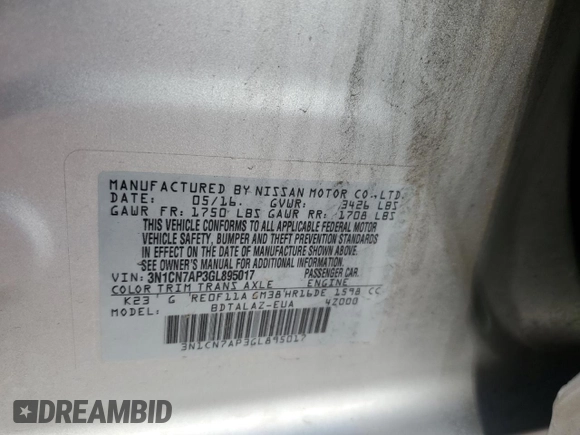 MANUFACTURED BY NISSAN MOTOR CO.,LTD.
DATE: 05/16. GVWR: 3426 LBS
GAWR FR: 1750 LBS GAWR RR: 1708 LBS
THIS VEHICLE CONFORMS TO ALL APPLICABLE FEDERAL MOTOR
VEHICLE SAFETY, BUMPER AND THEFT PREVENTION STANDARDS
IN EFFECT ON THE DATE OF MANUFACTURE SHOWN ABOVE.
SEE OWNER'S MANUAL OR DEALER.
VIN: 3N1CN7AP3GL895017 PASSENGER CAR.
COLOR TRIM TRANS AXLE ENGINE
K23 G RE0F11A GM38 HR16DE 1598 CC
MODEL: BDTALAZ-EUA 4Z000
3N1CN7AP3GL895017
DREAMBID